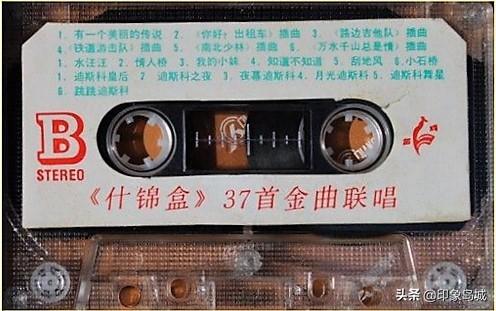 1. 有一个美丽的传说 2. 《你好！出租车》插曲 3. 《路边吉他队》插曲
4.《铁道游击队》插曲 5. 《南北少林》插曲 6. 《万水千山总是情》插曲
1. 水汪汪 2. 情人桥 3. 我的小妹 4. 知道不知道 5. 刮地风 6.小石桥
1. 迪斯科皇后 2. 迪斯科之夜 3. 夜幕迪斯科 4.月光迪斯科 5. 迪斯科舞星
6. 跳跳迪斯科
B
STEREO
《什锦盒》37首金曲联唱
头条 @印象岛城